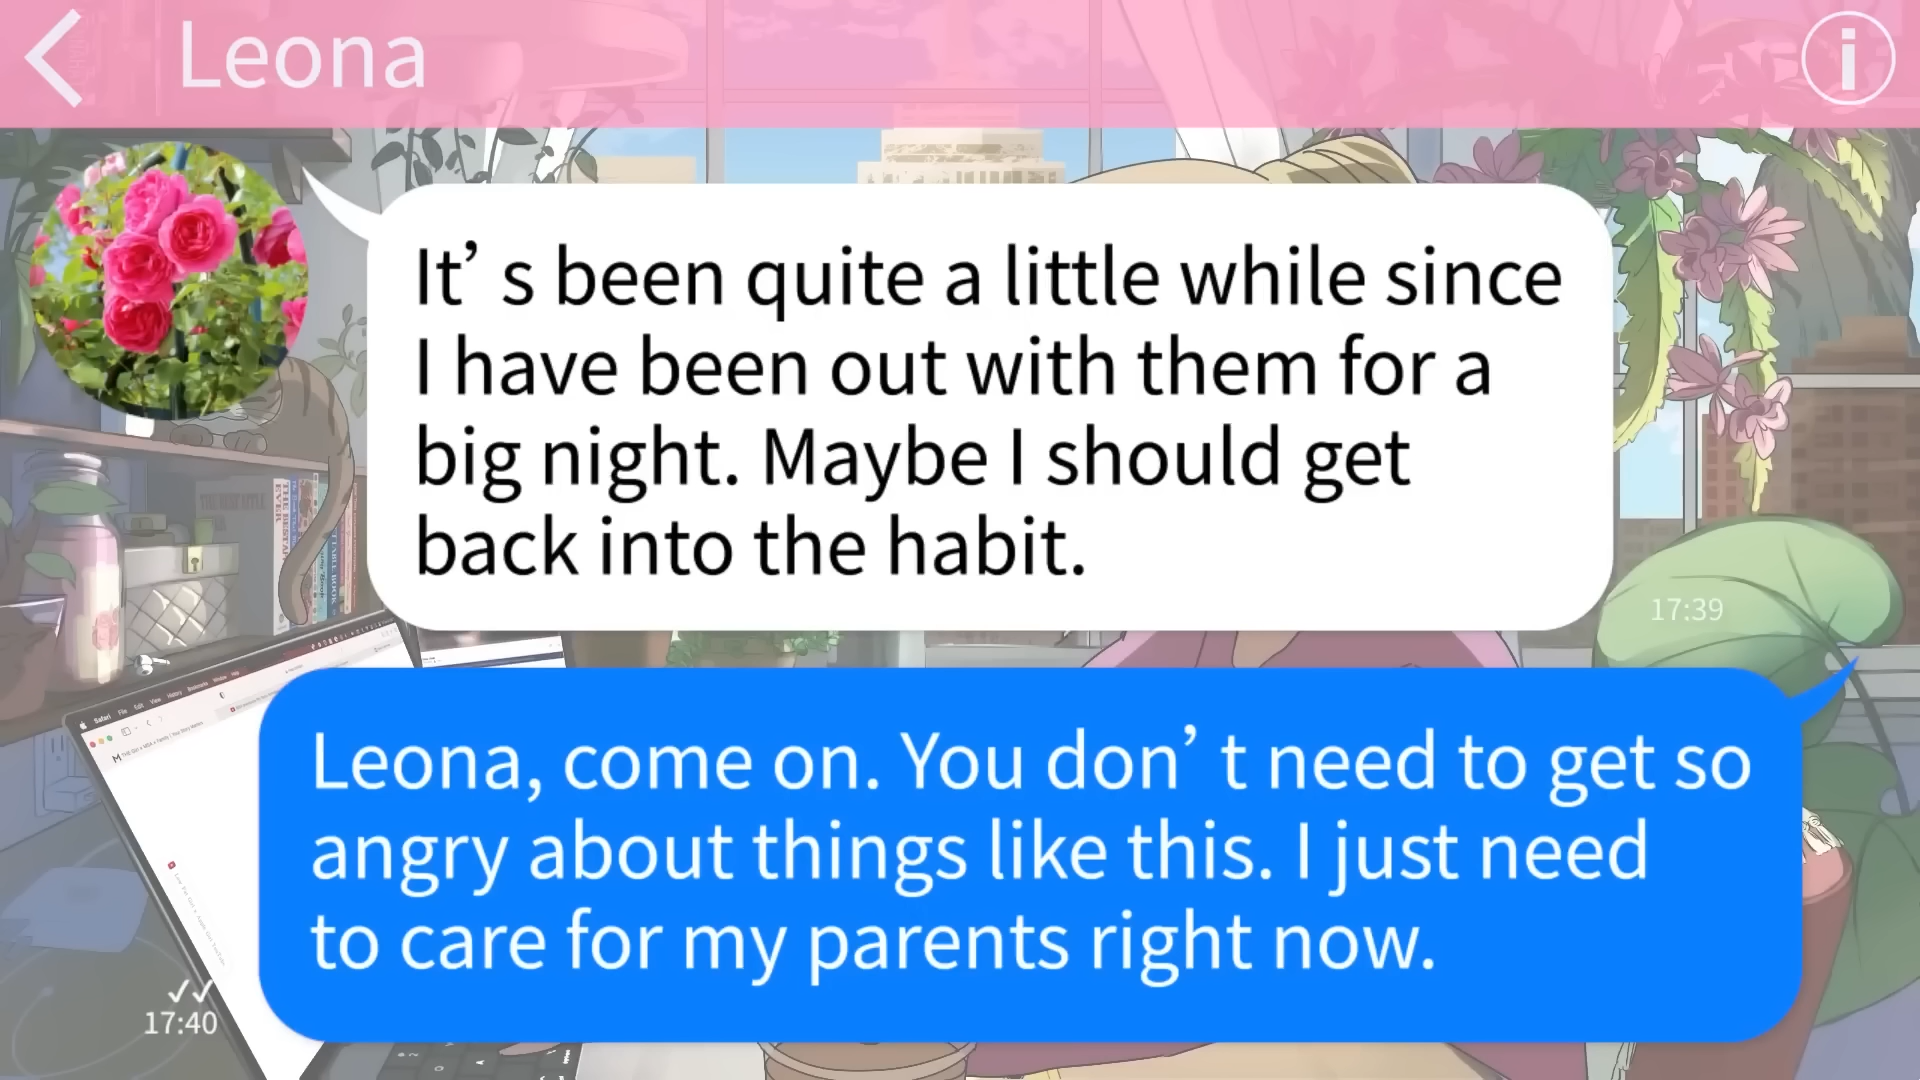 Leona
i
It’s been quite a little while since
I have been out with them for a
big night. Maybe I should get
back into the habit.
17:39
Leona, come on. You don’t need to get so
angry about things like this. I just need
to care for my parents right now.
17:40